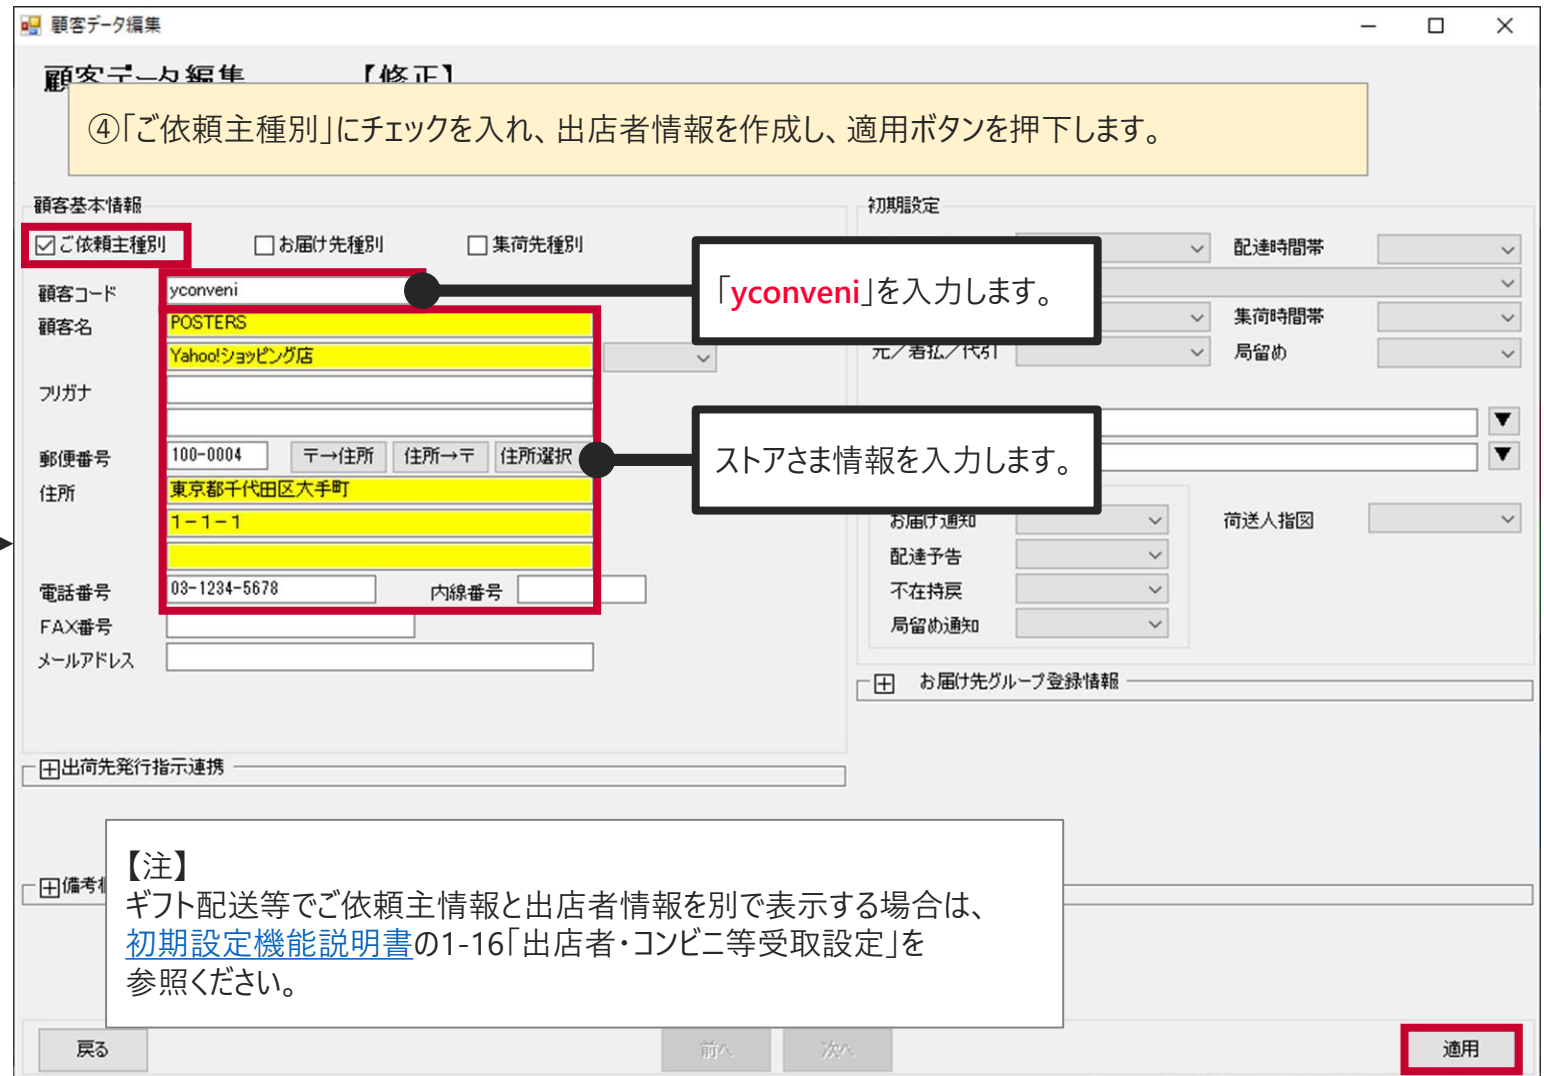 顧客データ編集
顧客データ編集 【修正】
④「ご依頼主種別」にチェックを入れ、出店者情報を作成し、適用ボタンを押下します。
顧客基本情報
ご依頼主種別 お届け先種別 集荷先種別
顧客コード yconveni
顧客名 POSTERS
Yahoo!ショッピング店
フリガナ
郵便番号 100-0004 〒→住所 住所→〒 住所選択
住所 東京都千代田区大手町
1-1-1
電話番号 03-1234-5678 内線番号
FAX番号
メールアドレス
初期設定
配達時間帯
「yconveni」を入力します。
集荷時間帯
元/着払/代引 局留め
ストアさま情報を入力します。
お届け通知 荷送人指図
配達予告
不在持戻
局留め通知
お届け先グループ登録情報
出荷先発行指示連携
備考
【注】
ギフト配送等でご依頼主情報と出店者情報を別で表示する場合は、
初期設定機能説明書の1-16「出店者・コンビニ等受取設定」を
参照ください。
戻る 前へ 次へ 適用